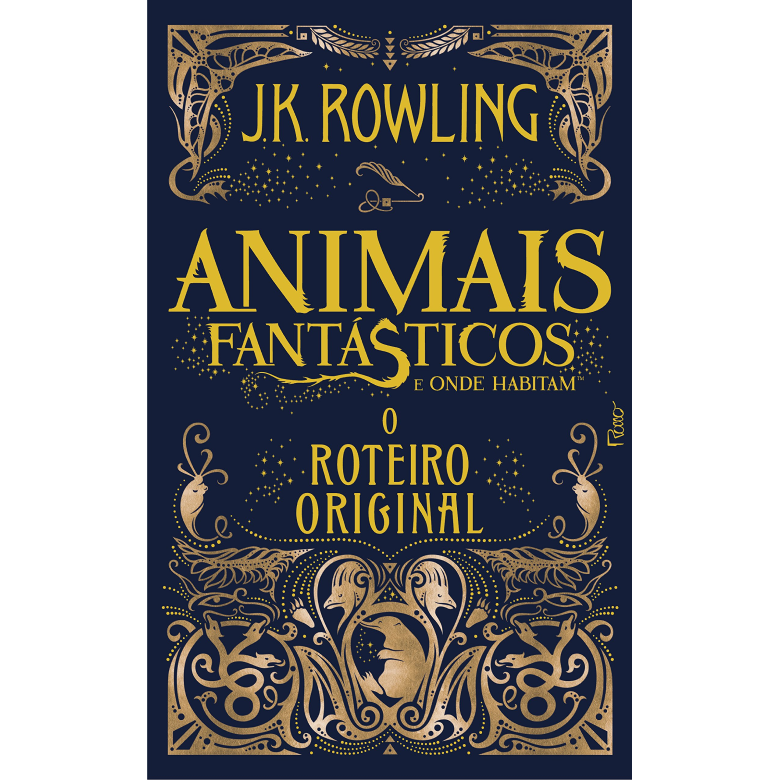 J.K. ROWLING
ANIMAIS
FANTÁSTICOS
E ONDE HABITAM™
O
ROTEIRO
ORIGINAL
Rocco